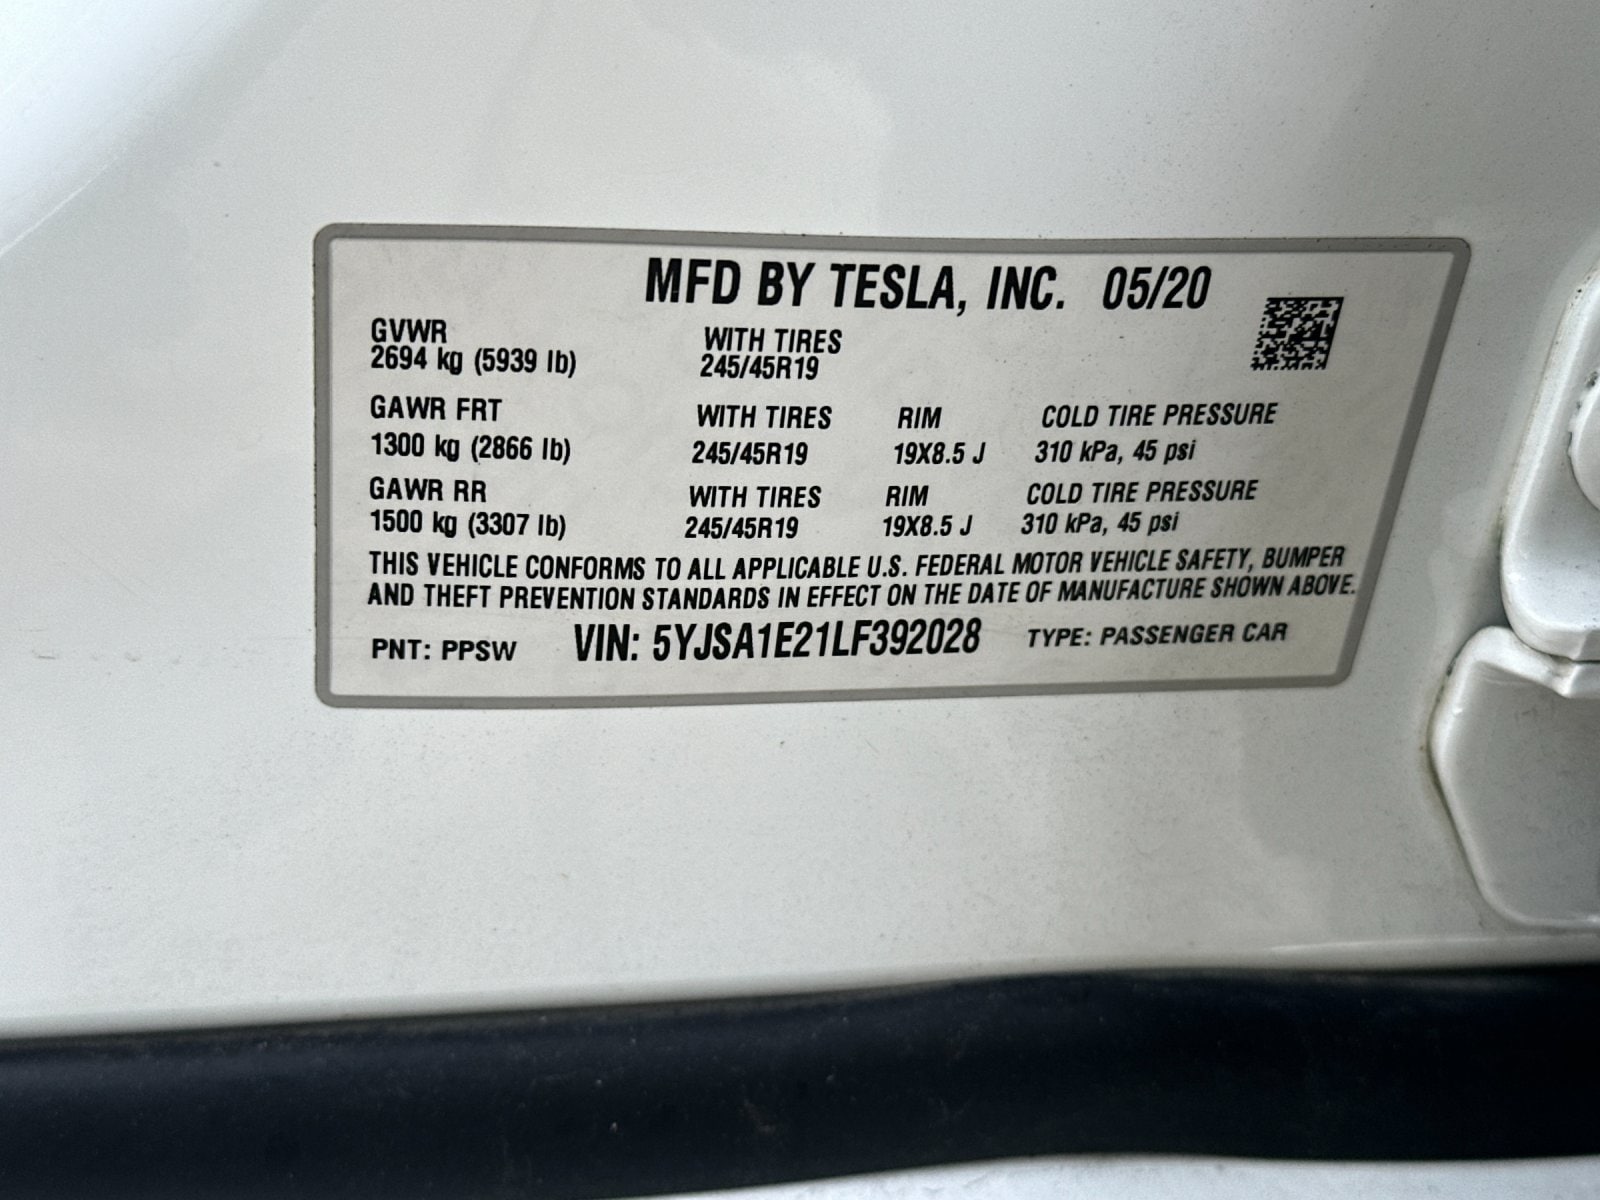 MFD BY TESLA, INC. 05/20
GVWR WITH TIRES
2694 kg (5939 lb) 245/45R19
GAWR FRT WITH TIRES RIM COLD TIRE PRESSURE
1300 kg (2866 lb) 245/45R19 19X8.5 J 310 kPa, 45 psi
GAWR RR WITH TIRES RIM COLD TIRE PRESSURE
1500 kg (3307 lb) 245/45R19 19X8.5 J 310 kPa, 45 psi
THIS VEHICLE CONFORMS TO ALL APPLICABLE U.S. FEDERAL MOTOR VEHICLE SAFETY, BUMPER
AND THEFT PREVENTION STANDARDS IN EFFECT ON THE DATE OF MANUFACTURE SHOWN ABOVE.
PNT: PPSW VIN: 5YJSA1E21LF392028 TYPE: PASSENGER CAR